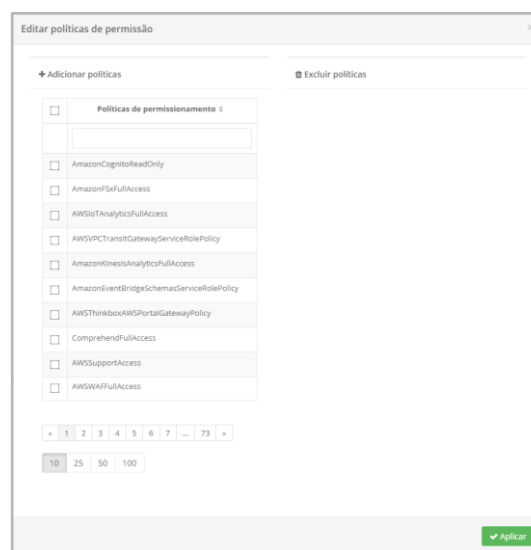 Editar políticas de permissão
×
+ Adicionar políticas
Excluir políticas
Políticas de permissionamento
AmazonCognitoReadOnly
AmazonFSxFullAccess
AWSIoTAnalyticsFullAccess
AWSVPCTransitGatewayServiceRolePolicy
AmazonKinesisAnalyticsFullAccess
AmazonEventBridgeSchemasServiceRolePolicy
AWSThinkboxAWSPortalGatewayPolicy
ComprehendFullAccess
AWSSupportAccess
AWSWAFFullAccess
« 1 2 3 4 5 6 7 ... 73 »
10 25 50 100
Aplicar